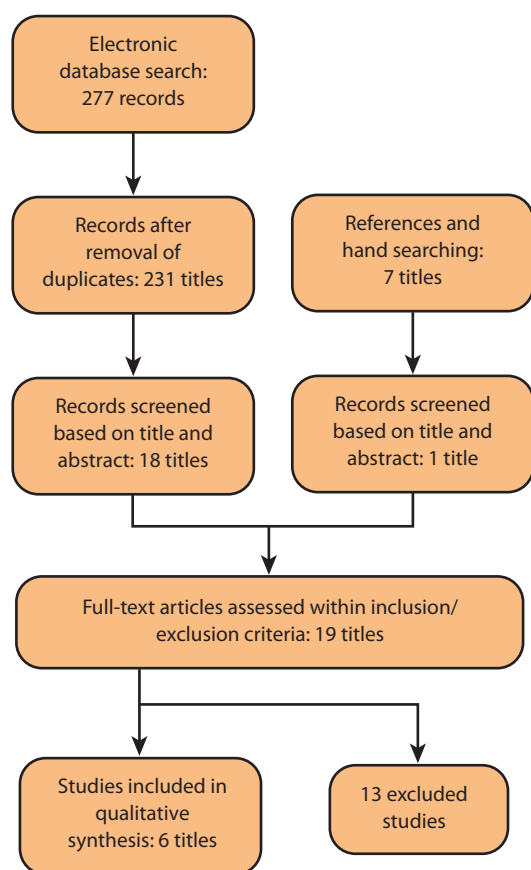 Electronic
database search:
277 records
Records after
removal of
duplicates: 231 titles
References and
hand searching:
7 titles
Records screened
based on title and
abstract: 18 titles
Records screened
based on title and
abstract: 1 title
Full-text articles assessed within inclusion/
exclusion criteria: 19 titles
Studies included in
qualitative
synthesis: 6 titles
13 excluded
studies